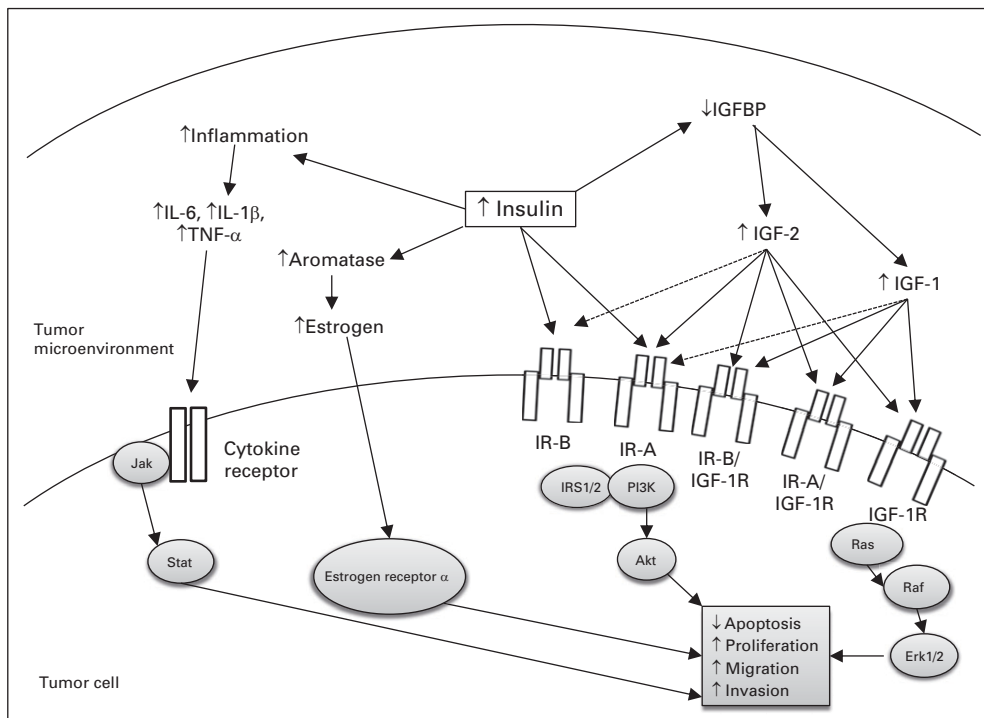 ↓IGFBP
↑Inflammation
↑ Insulin
↑IL-6, ↑IL-1β,
↑TNF-α
↑ IGF-2
↑Aromatase
↑ IGF-1
↑Estrogen
Tumor
microenvironment
Cytokine
receptor
Jak
Stat
Estrogen receptor α
IR-B
IR-A
IR-B/
IGF-1R
IR-A/
IGF-1R
IGF-1R
IRS1/2
PI3K
Akt
Ras
Raf
Erk1/2
↓ Apoptosis
↑ Proliferation
↑ Migration
↑ Invasion
Tumor cell